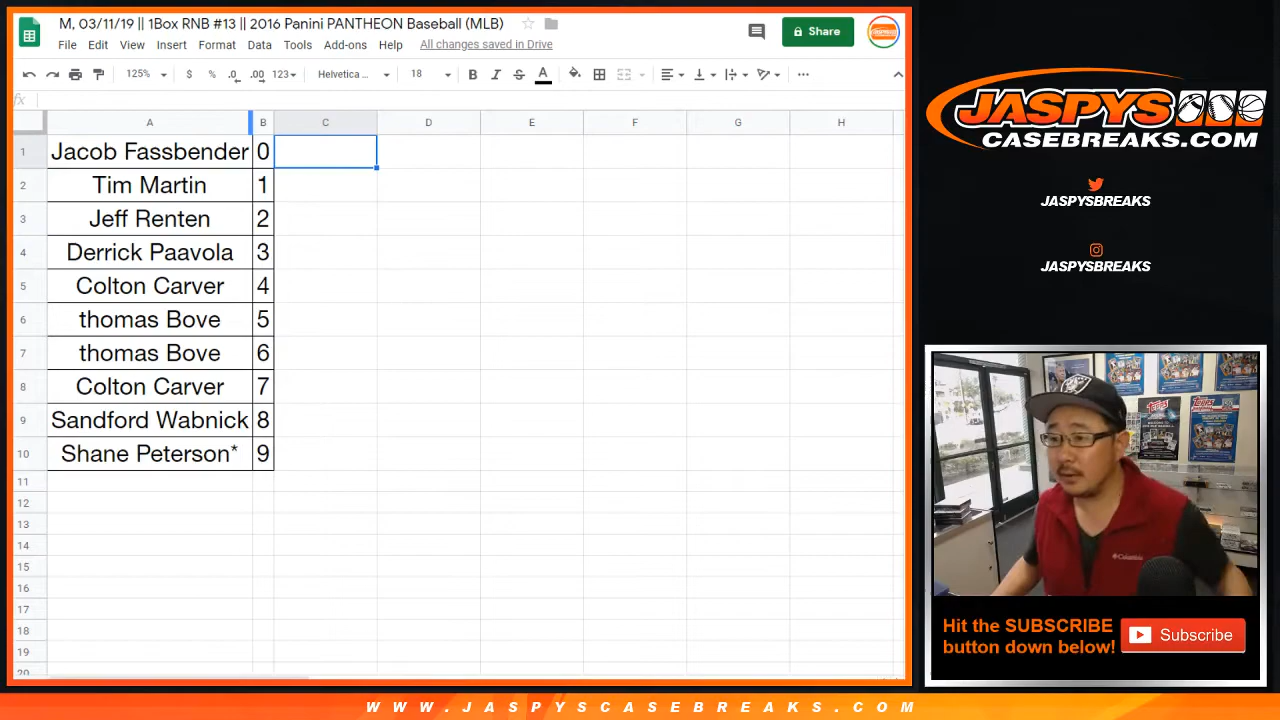 M, 03/11/19 || 1Box RNB #13 || 2016 Panini PANTHEON Baseball (MLB)
File Edit View Insert Format Data Tools Add-ons Help All changes saved in Drive
Share
125% $ % .0 .00 123 Helvetica ... 18 B I S A
fx
A B C D E F G H
1 Jacob Fassbender 0
2 Tim Martin 1
3 Jeff Renten 2
4 Derrick Paavola 3
5 Colton Carver 4
6 thomas Bove 5
7 thomas Bove 6
8 Colton Carver 7
9 Sandford Wabnick 8
10 Shane Peterson* 9
11
12
13
14
15
16
17
18
19
20
JASPYS
CASEBREAKS.COM
JASPYSBREAKS
JASPYSBREAKS
Topps
Columbia
Hit the SUBSCRIBE
button down below!
Subscribe
WWW.JASPYSCASEBREAKS.COM